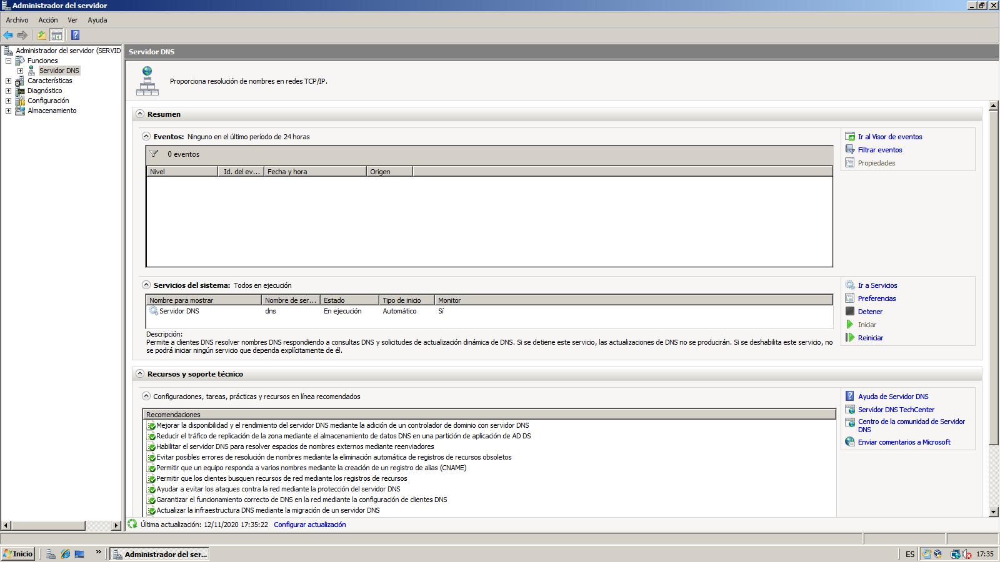 Administrador del servidor
Archivo Acción Ver Ayuda
Administrador del servidor (SERVID
Funciones
Servidor DNS
Características
Diagnóstico
Configuración
Almacenamiento
Servidor DNS
Proporciona resolución de nombres en redes TCP/IP.
Resumen
Eventos: Ninguno en el último período de 24 horas
0 eventos
Nivel Id. del ev... Fecha y hora Origen
Ir al Visor de eventos
Filtrar eventos
Propiedades
Servicios del sistema: Todos en ejecución
Nombre para mostrar Nombre de ser... Estado Tipo de inicio Monitor
Servidor DNS dns En ejecución Automático Sí
Descripción:
Permite a clientes DNS resolver nombres DNS respondiendo a consultas DNS y solicitudes de actualización dinámica de DNS. Si se detiene este servicio, las actualizaciones de DNS no se producirán. Si se deshabilita este servicio, no
se podrá iniciar ningún servicio que dependa explícitamente de él.
Ir a Servicios
Preferencias
Detener
Iniciar
Reiniciar
Recursos y soporte técnico
Configuraciones, tareas, prácticas y recursos en línea recomendados
Recomendaciones
Mejorar la disponibilidad y el rendimiento del servidor DNS mediante la adición de un controlador de dominio con servidor DNS
Reducir el tráfico de replicación de la zona mediante el almacenamiento de datos DNS en una partición de aplicación de AD DS
Habilitar el servidor DNS para resolver espacios de nombres externos mediante reenviadores
Evitar posibles errores de resolución de nombres mediante la eliminación automática de registros de recursos obsoletos
Permitir que un equipo responda a varios nombres mediante la creación de un registro de alias (CNAME)
Permitir que los clientes busquen recursos de red mediante los registros de recursos
Ayudar a evitar los ataques contra la red mediante la protección del servidor DNS
Garantizar el funcionamiento correcto de DNS en la red mediante la configuración de clientes DNS
Actualizar la infraestructura DNS mediante la migración de un servidor DNS
Ayuda de Servidor DNS
Servidor DNS TechCenter
Centro de la comunidad de Servidor
DNS
Enviar comentarios a Microsoft
Última actualización: 12/11/2020 17:35:22 Configurar actualización
Inicio
Administrador del ser...
ES
17:35